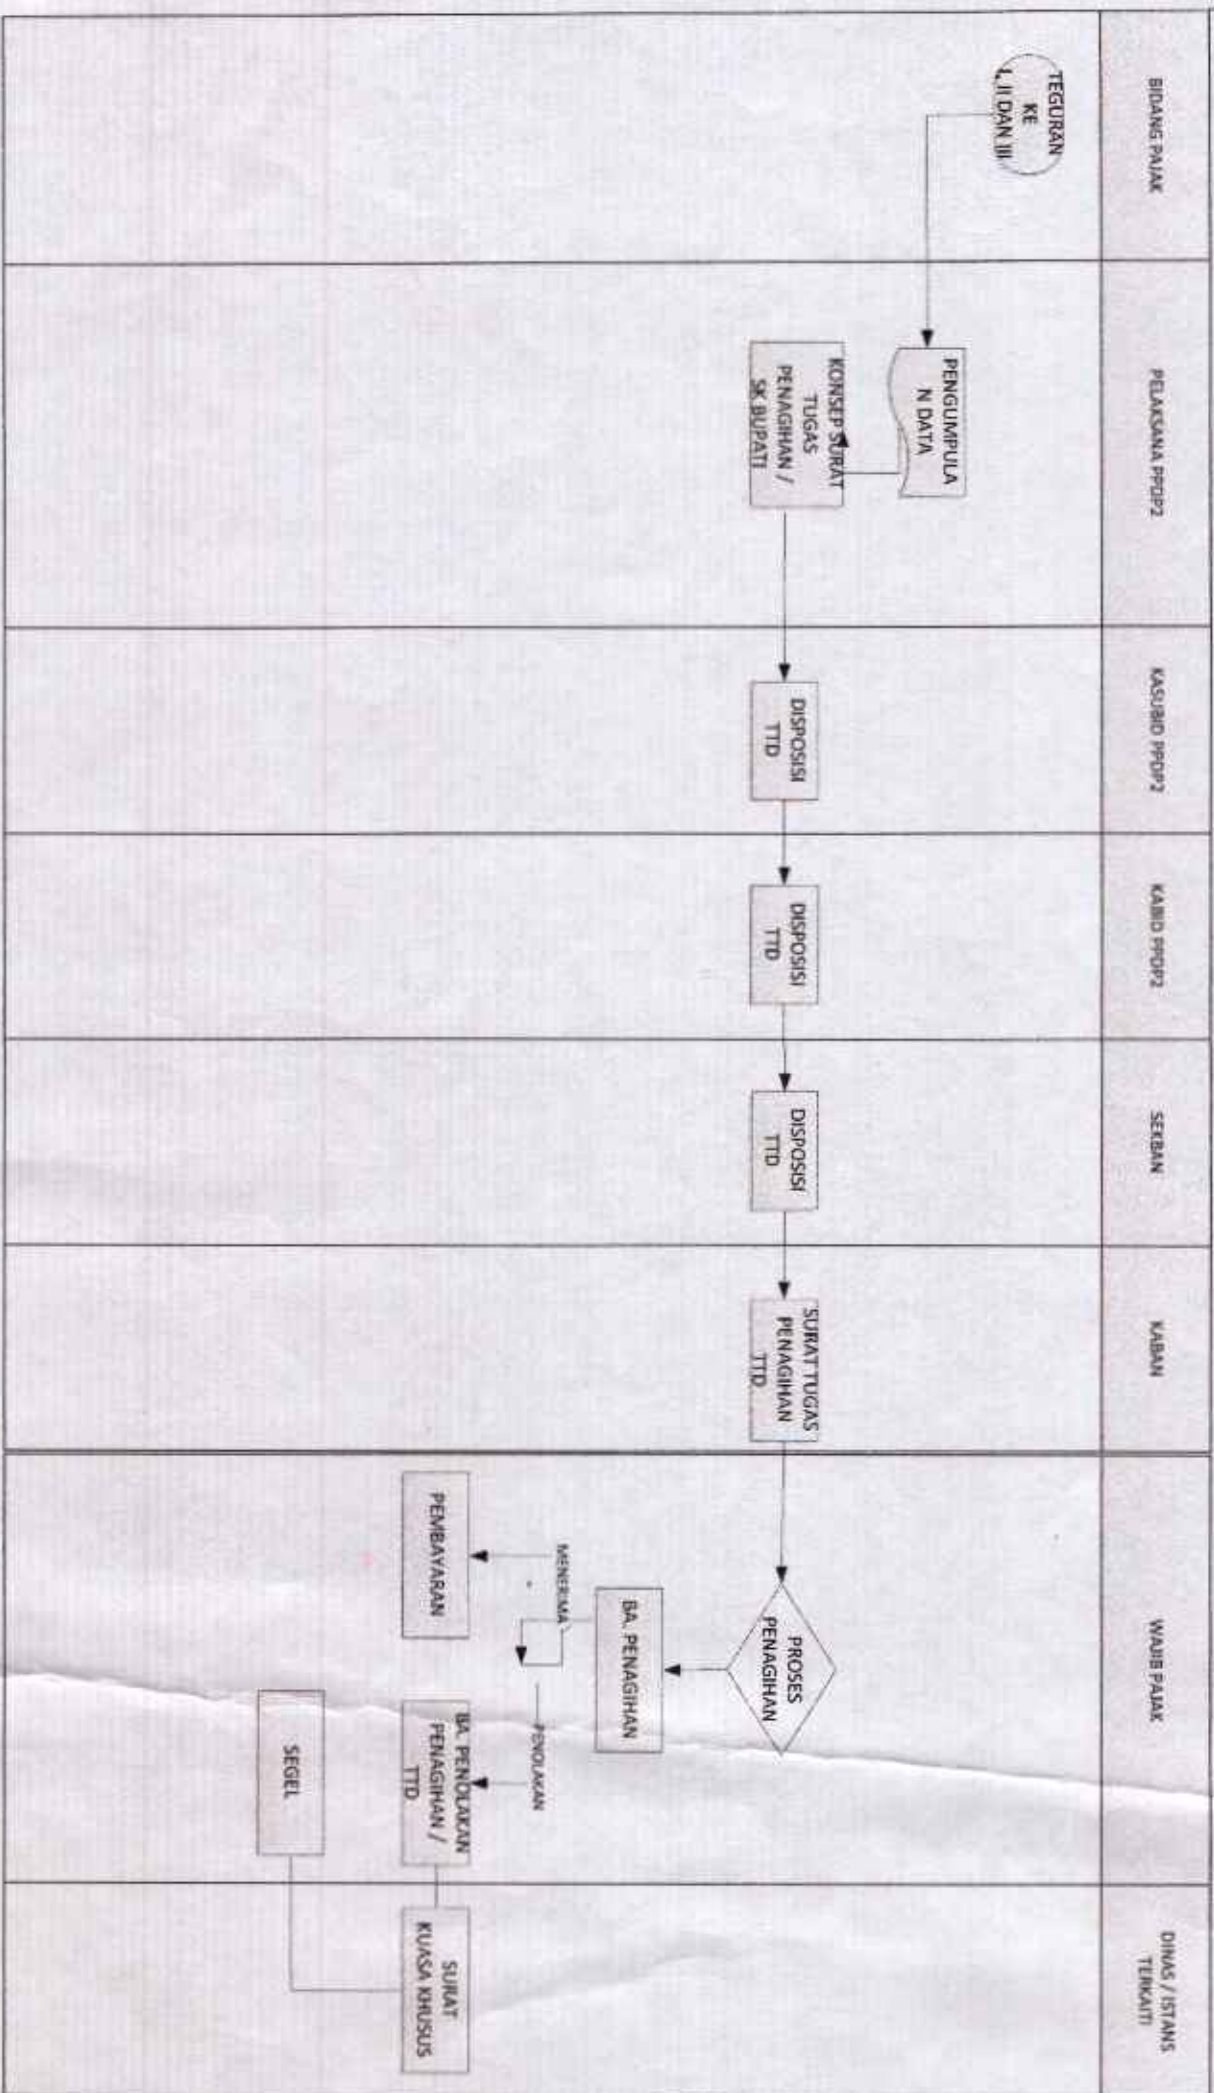 BIDANG PAJAK
PELAKSANA PPDP2
KASUBID PPDP2
KABID PPDP2
SEKBAN
KABAN
WAJIB PAJAK
DINAS / ISTANS
TERKAITI
TEGURAN
KE
I, II DAN III
PENGUMPULA
N DATA
KONSEP SURAT
TUGAS
PENAGIHAN /
SK BUPATI
DISPOSISI
TTD
DISPOSISI
TTD
DISPOSISI
TTD
SURAT TUGAS
PENAGIHAN
TTD
PROSES
PENAGIHAN
BA. PENAGIHAN
MENERIMA
PENOLAKAN
PEMBAYARAN
BA. PENOLAKAN
PENAGIHAN /
TTD
SURAT
KUASA KHUSUS
SEGEL